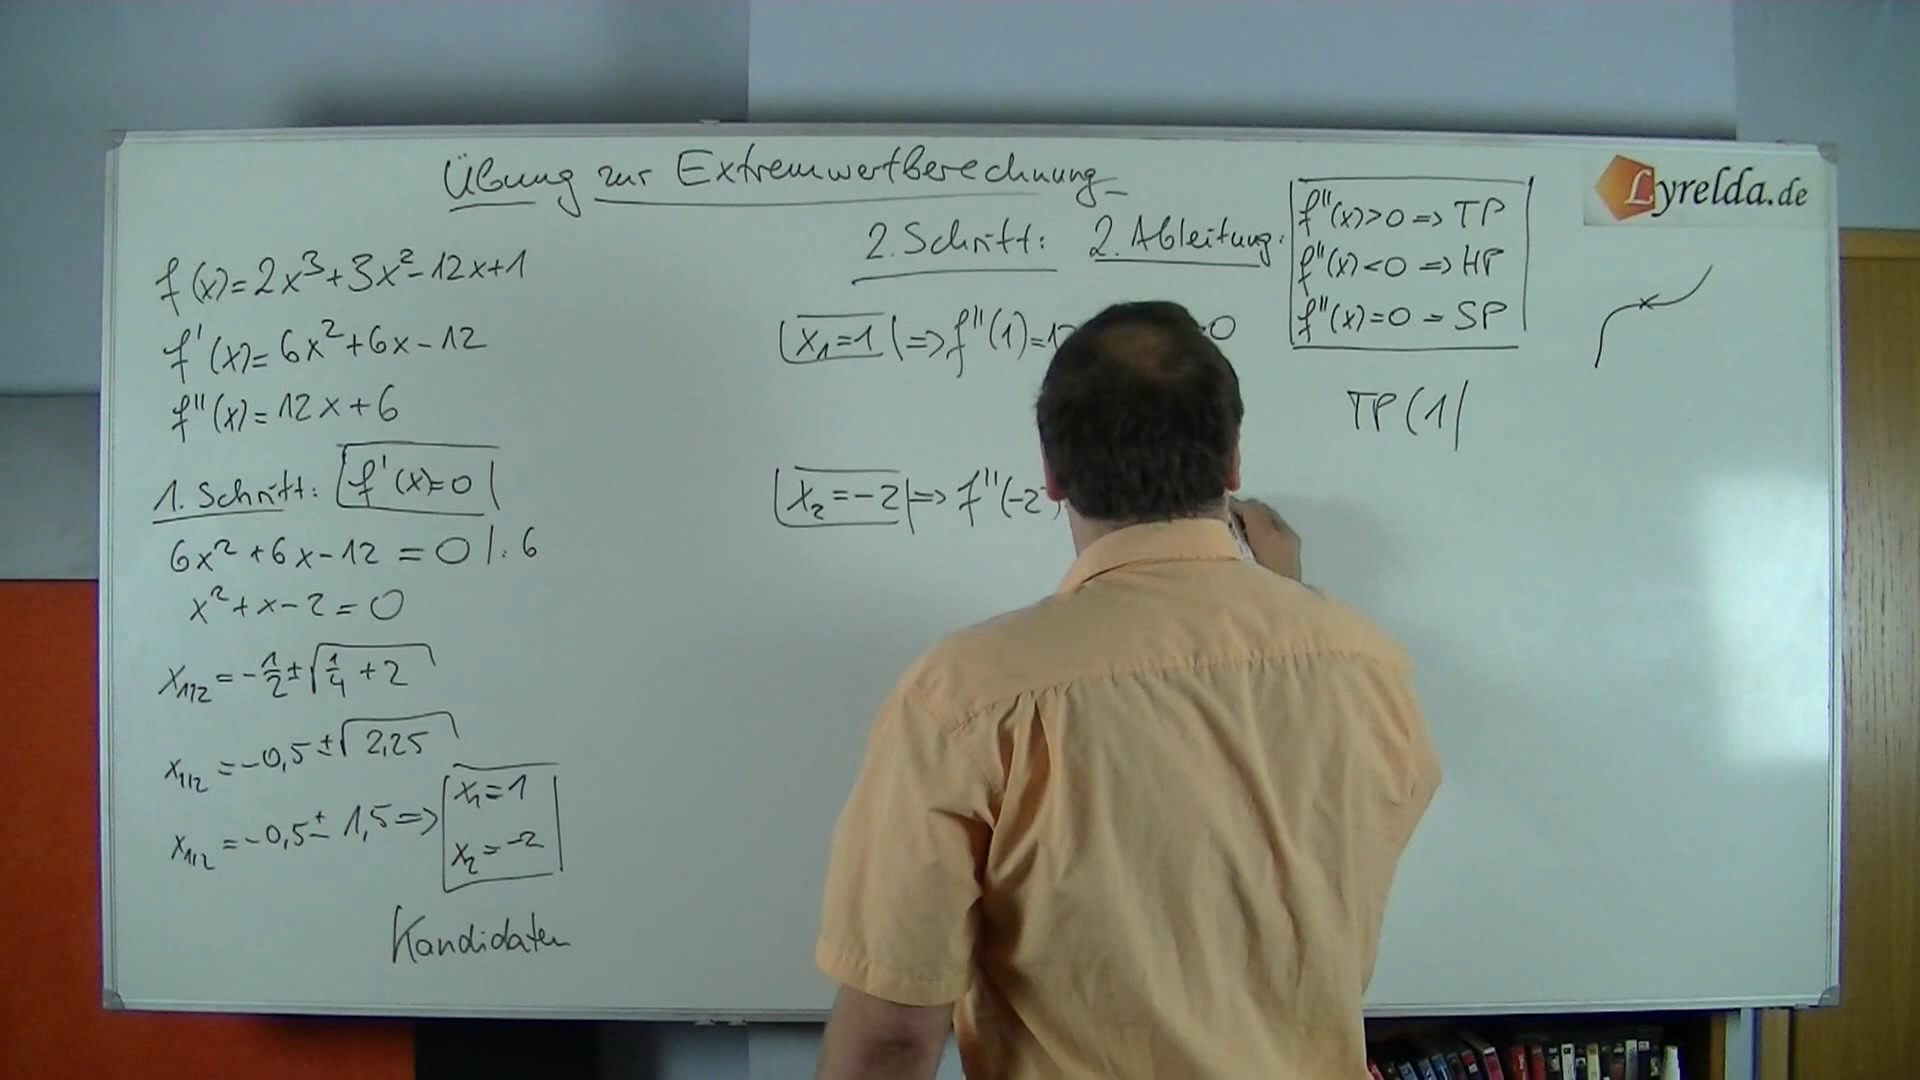 Übung zur Extremwertberechnung
Lyrelda.de
f(x)=2x³+3x²-12x+1
f'(x)=6x²+6x-12
f''(x)=12x+6
1. Schritt: f'(x)=0
6x²+6x-12=0 |:6
x²+x-2=0
x1/2=-1/2±√(1/4+2)
x1/2=-0,5±√2,25
x1/2=-0,5±1,5=> x1=1
x2=-2
Kandidaten
2. Schritt: 2. Ableitung:
f''(x)>0=>TP
f''(x)<0=>HP
f''(x)=0=SP
x1=1 =>f''(1)=1
0
TP(1|
x2=-2 =>f''(-2